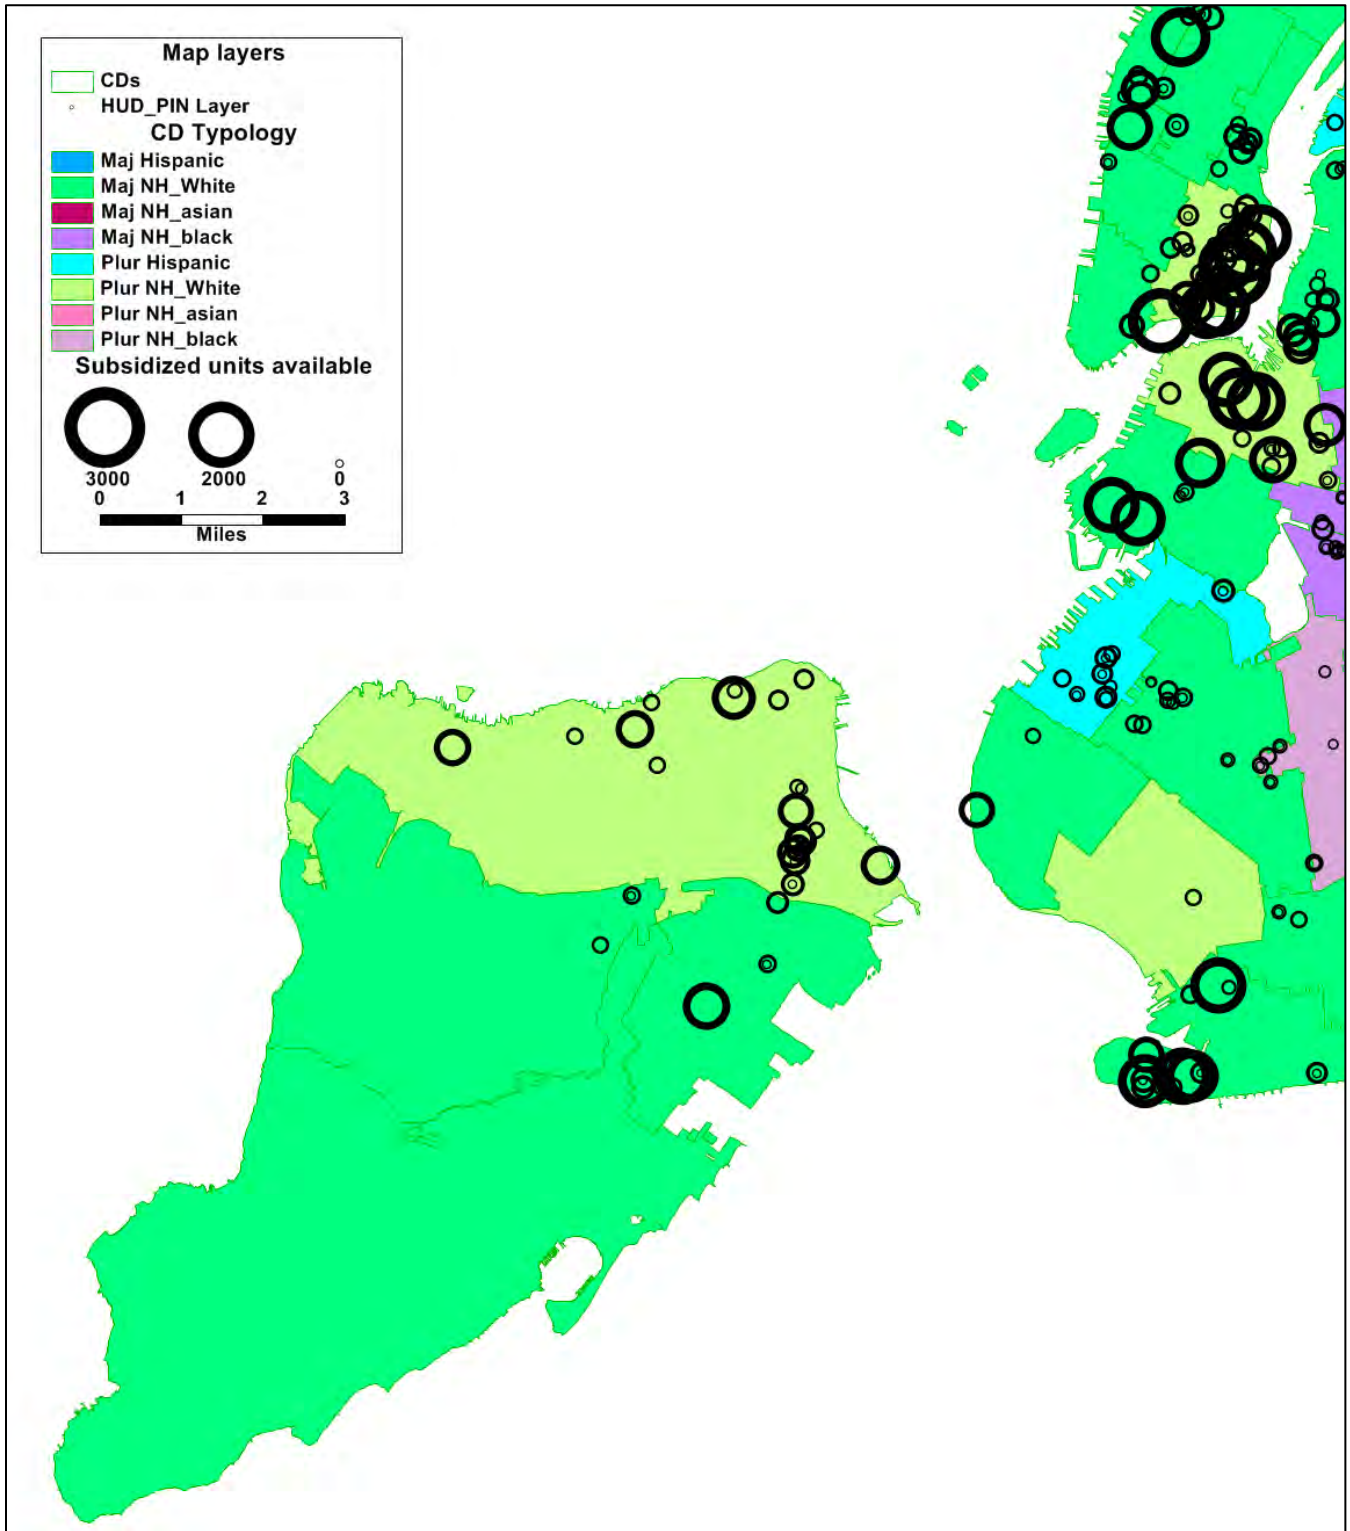 Map layers
CDs
HUD_PIN Layer
CD Typology
Maj Hispanic
Maj NH_White
Maj NH_asian
Maj NH_black
Plur Hispanic
Plur NH_White
Plur NH_asian
Plur NH_black
Subsidized units available
3000 2000 0
0 1 2 3
Miles